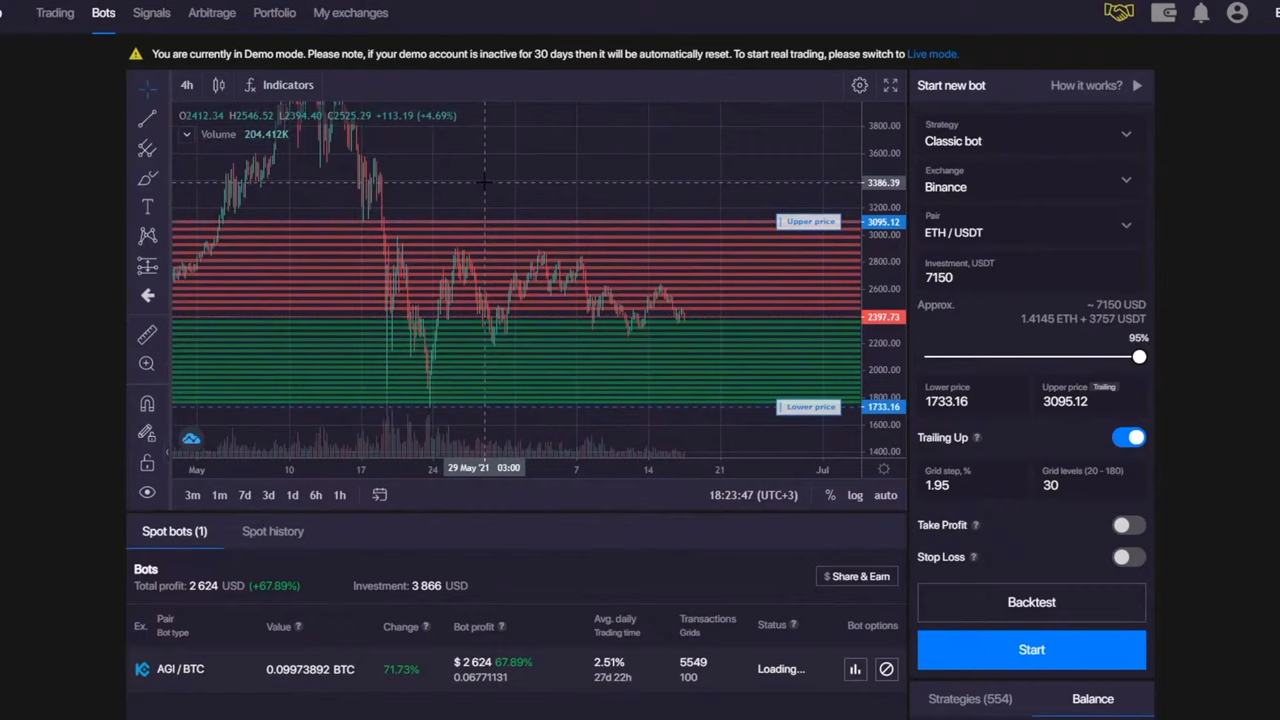 Trading Bots Signals Arbitrage Portfolio My exchanges
You are currently in Demo mode. Please note, if your demo account is inactive for 30 days then it will be automatically reset. To start real trading, please switch to Live mode.
4h Indicators
O2412.34 H2546.52 L2394.40 C2525.29 +113.19 (+4.69%)
Volume 204.412K
3800.00
3600.00
3386.39
3200.00
Upper price 3095.12
3000.00
2800.00
2600.00
2397.73
2200.00
2000.00
1800.00
Lower price 1733.16
1600.00
1400.00
May 10 17 24 29 May '21 03:00 7 14 21 Jul
3m 1m 7d 3d 1d 6h 1h 18:23:47 (UTC+3) % log auto
Start new bot How it works?
Strategy
Classic bot
Exchange
Binance
Pair
ETH / USDT
Investment, USDT
7150
Approx. ~ 7150 USD
1.4145 ETH + 3757 USDT
95%
Lower price Upper price Trailing
1733.16 3095.12
Trailing Up ?
Grid step, % Grid levels (20 - 180)
1.95 30
Take Profit ?
Stop Loss ?
Backtest
Start
Strategies (554) Balance
Spot bots (1) Spot history
Bots
Total profit: 2 624 USD (+67.89%) Investment: 3 866 USD
$ Share & Earn
Ex. Pair Value ? Change ? Bot profit ? Avg. daily Transactions Status ? Bot options
Bot type Trading time Grids
AGI / BTC 0.09973892 BTC 71.73% $ 2 624 67.89% 2.51% 5549 Loading...
0.06771131 27d 22h 100